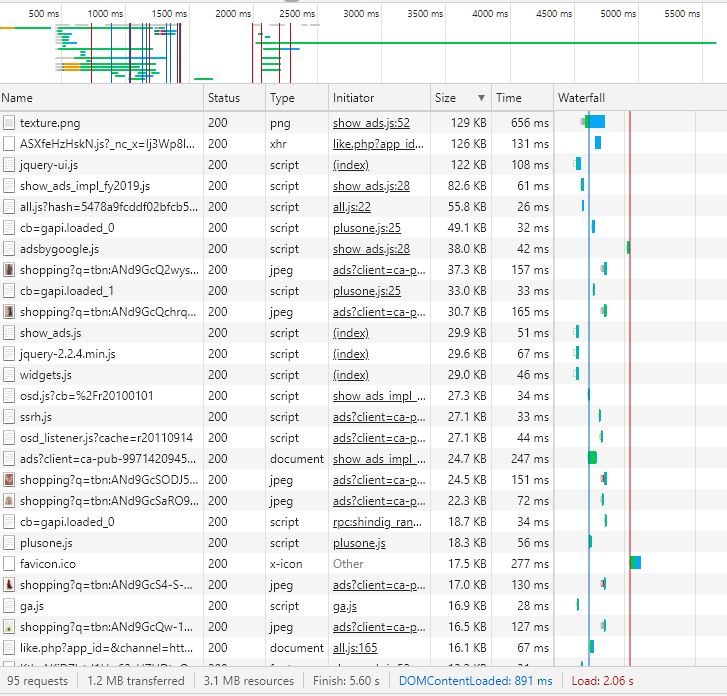 500 ms 1000 ms 1500 ms 2000 ms 2500 ms 3000 ms 3500 ms 4000 ms 4500 ms 5000 ms 5500 ms
Name Status Type Initiator Size ▼ Time Waterfall
texture.png 200 png show_ads.js:52 129 KB 656 ms
ASXfeHzHskN.js?_nc_x=Ij3Wp8l... 200 xhr like.php?app_id... 126 KB 131 ms
jquery-ui.js 200 script (index) 122 KB 108 ms
show_ads_impl_fy2019.js 200 script show_ads.js:28 82.6 KB 61 ms
all.js?hash=5478a9fcddf02bfcb5... 200 script all.js:22 55.8 KB 26 ms
cb=gapi.loaded_0 200 script plusone.js:25 49.1 KB 32 ms
adsbygoogle.js 200 script show_ads.js:28 38.0 KB 42 ms
shopping?q=tbn:ANd9GcQ2wys... 200 jpeg ads?client=ca-p... 37.3 KB 157 ms
cb=gapi.loaded_1 200 script plusone.js:25 33.0 KB 33 ms
shopping?q=tbn:ANd9GcQchrq... 200 jpeg ads?client=ca-p... 30.7 KB 165 ms
show_ads.js 200 script (index) 29.9 KB 51 ms
jquery-2.2.4.min.js 200 script (index) 29.6 KB 67 ms
widgets.js 200 script (index) 29.0 KB 46 ms
osd.js?cb=%2Fr20100101 200 script show_ads_impl_... 27.3 KB 34 ms
ssrh.js 200 script ads?client=ca-p... 27.1 KB 33 ms
osd_listener.js?cache=r20110914 200 script ads?client=ca-p... 27.1 KB 44 ms
ads?client=ca-pub-9971420945... 200 document show_ads_impl_... 24.7 KB 247 ms
shopping?q=tbn:ANd9GcSODJ5... 200 jpeg ads?client=ca-p... 24.5 KB 151 ms
shopping?q=tbn:ANd9GcSaRO9... 200 jpeg ads?client=ca-p... 22.3 KB 72 ms
cb=gapi.loaded_0 200 script rpc:shindig_ran... 18.7 KB 34 ms
plusone.js 200 script plusone.js 18.3 KB 56 ms
favicon.ico 200 x-icon Other 17.5 KB 277 ms
shopping?q=tbn:ANd9GcS4-S-... 200 jpeg ads?client=ca-p... 17.0 KB 130 ms
ga.js 200 script ga.js 16.9 KB 28 ms
shopping?q=tbn:ANd9GcQw-1... 200 jpeg ads?client=ca-p... 16.5 KB 127 ms
like.php?app_id=&channel=htt... 200 document all.js:165 16.1 KB 67 ms
95 requests 1.2 MB transferred 3.1 MB resources Finish: 5.60 s DOMContentLoaded: 891 ms Load: 2.06 s